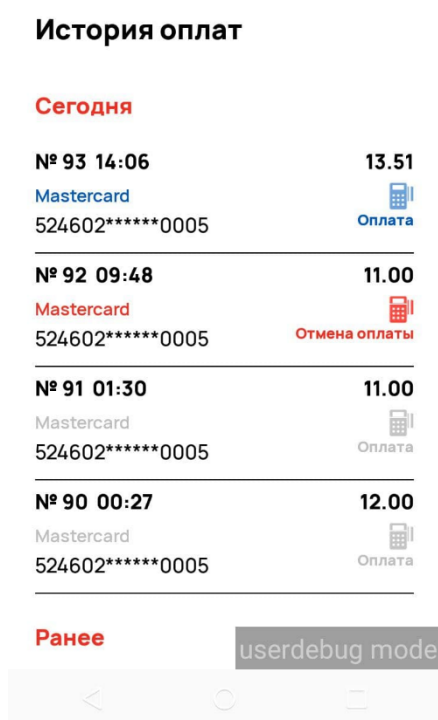 История оплат
Сегодня
№ 93 14:06 13.51
Mastercard
524602******0005 Оплата
№ 92 09:48 11.00
Mastercard
524602******0005 Отмена оплаты
№ 91 01:30 11.00
Mastercard
524602******0005 Оплата
№ 90 00:27 12.00
Mastercard
524602******0005 Оплата
Ранее
userdebug mode